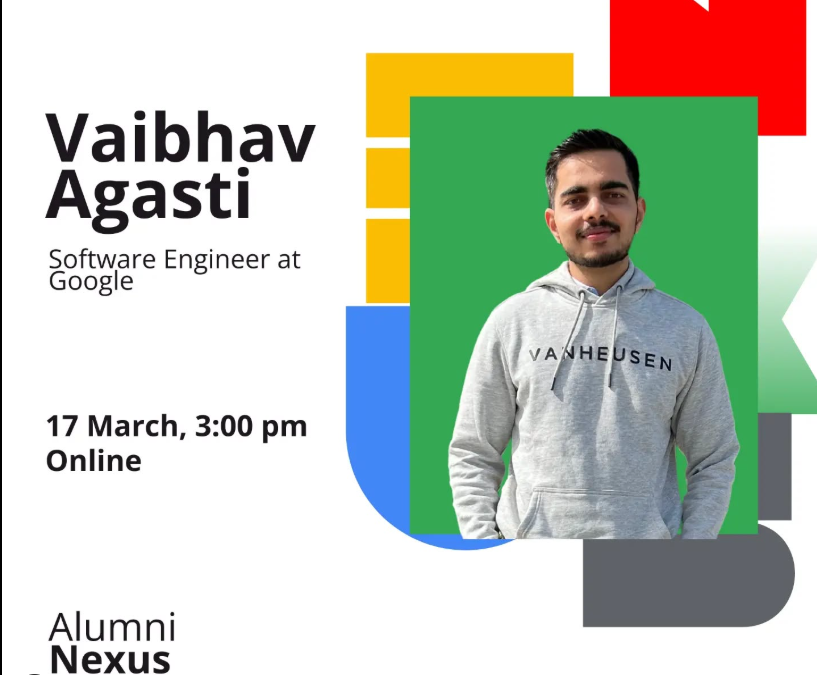 Vaibhav
Agasti
Software Engineer at
Google
VANHEUSEN
17 March, 3:00 pm
Online
Alumni
Nexus